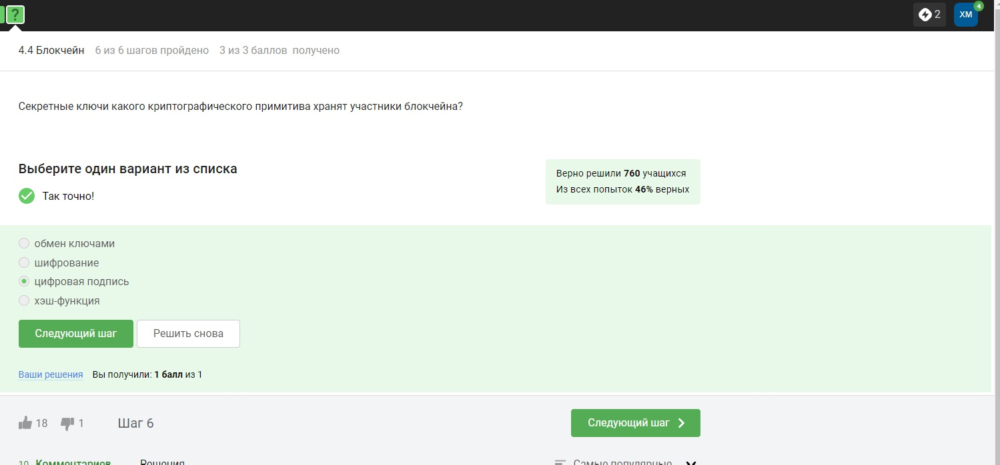 ?
2
ХМ
4
4.4 Блокчейн 6 из 6 шагов пройдено 3 из 3 баллов получено
Секретные ключи какого криптографического примитива хранят участники блокчейна?
Выберите один вариант из списка
Так точно!
Верно решили 760 учащихся
Из всех попыток 46% верных
обмен ключами
шифрование
цифровая подпись
хэш-функция
Следующий шаг
Решить снова
Ваши решения Вы получили: 1 балл из 1
18 1 Шаг 6
Следующий шаг
10 Комментариев Решения Самые популярные